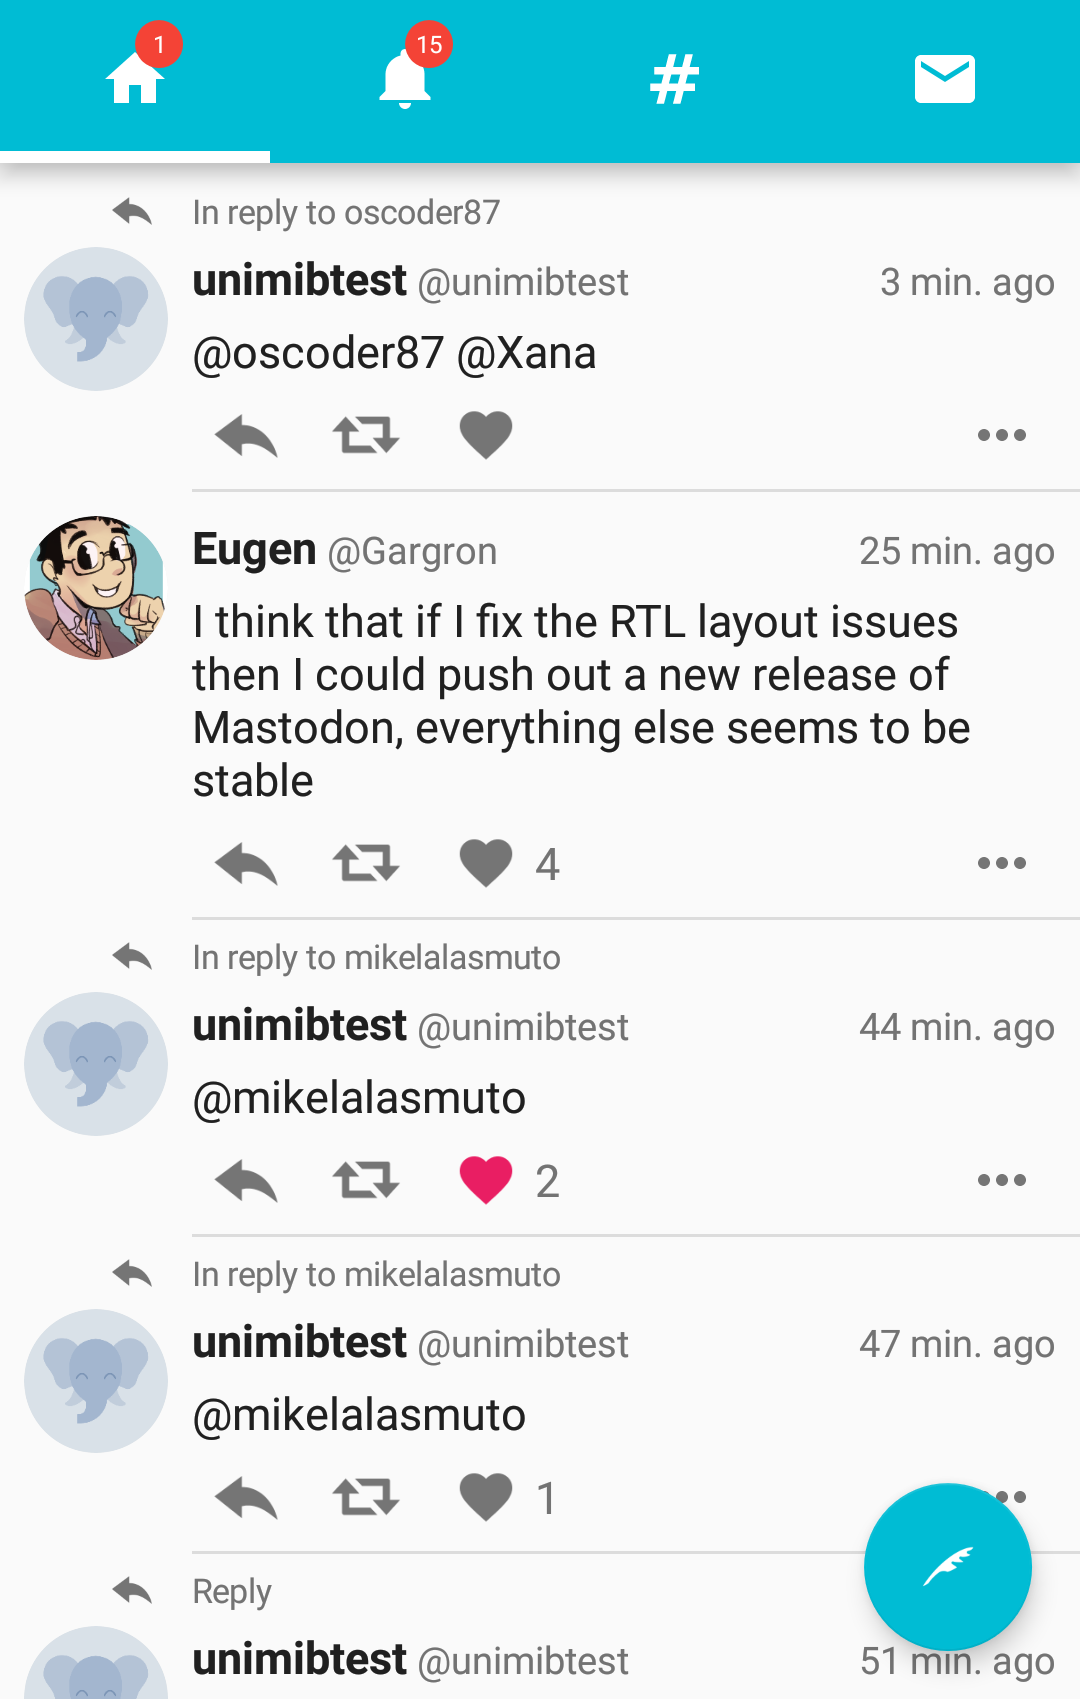 1
15
#
In reply to oscoder87
unimibtest @unimibtest 3 min. ago
@oscoder87 @Xana
Eugen @Gargron 25 min. ago
I think that if I fix the RTL layout issues
then I could push out a new release of
Mastodon, everything else seems to be
stable
4
In reply to mikelalasmuto
unimibtest @unimibtest 44 min. ago
@mikelalasmuto
2
In reply to mikelalasmuto
unimibtest @unimibtest 47 min. ago
@mikelalasmuto
1
Reply
unimibtest @unimibtest 51 min. ago